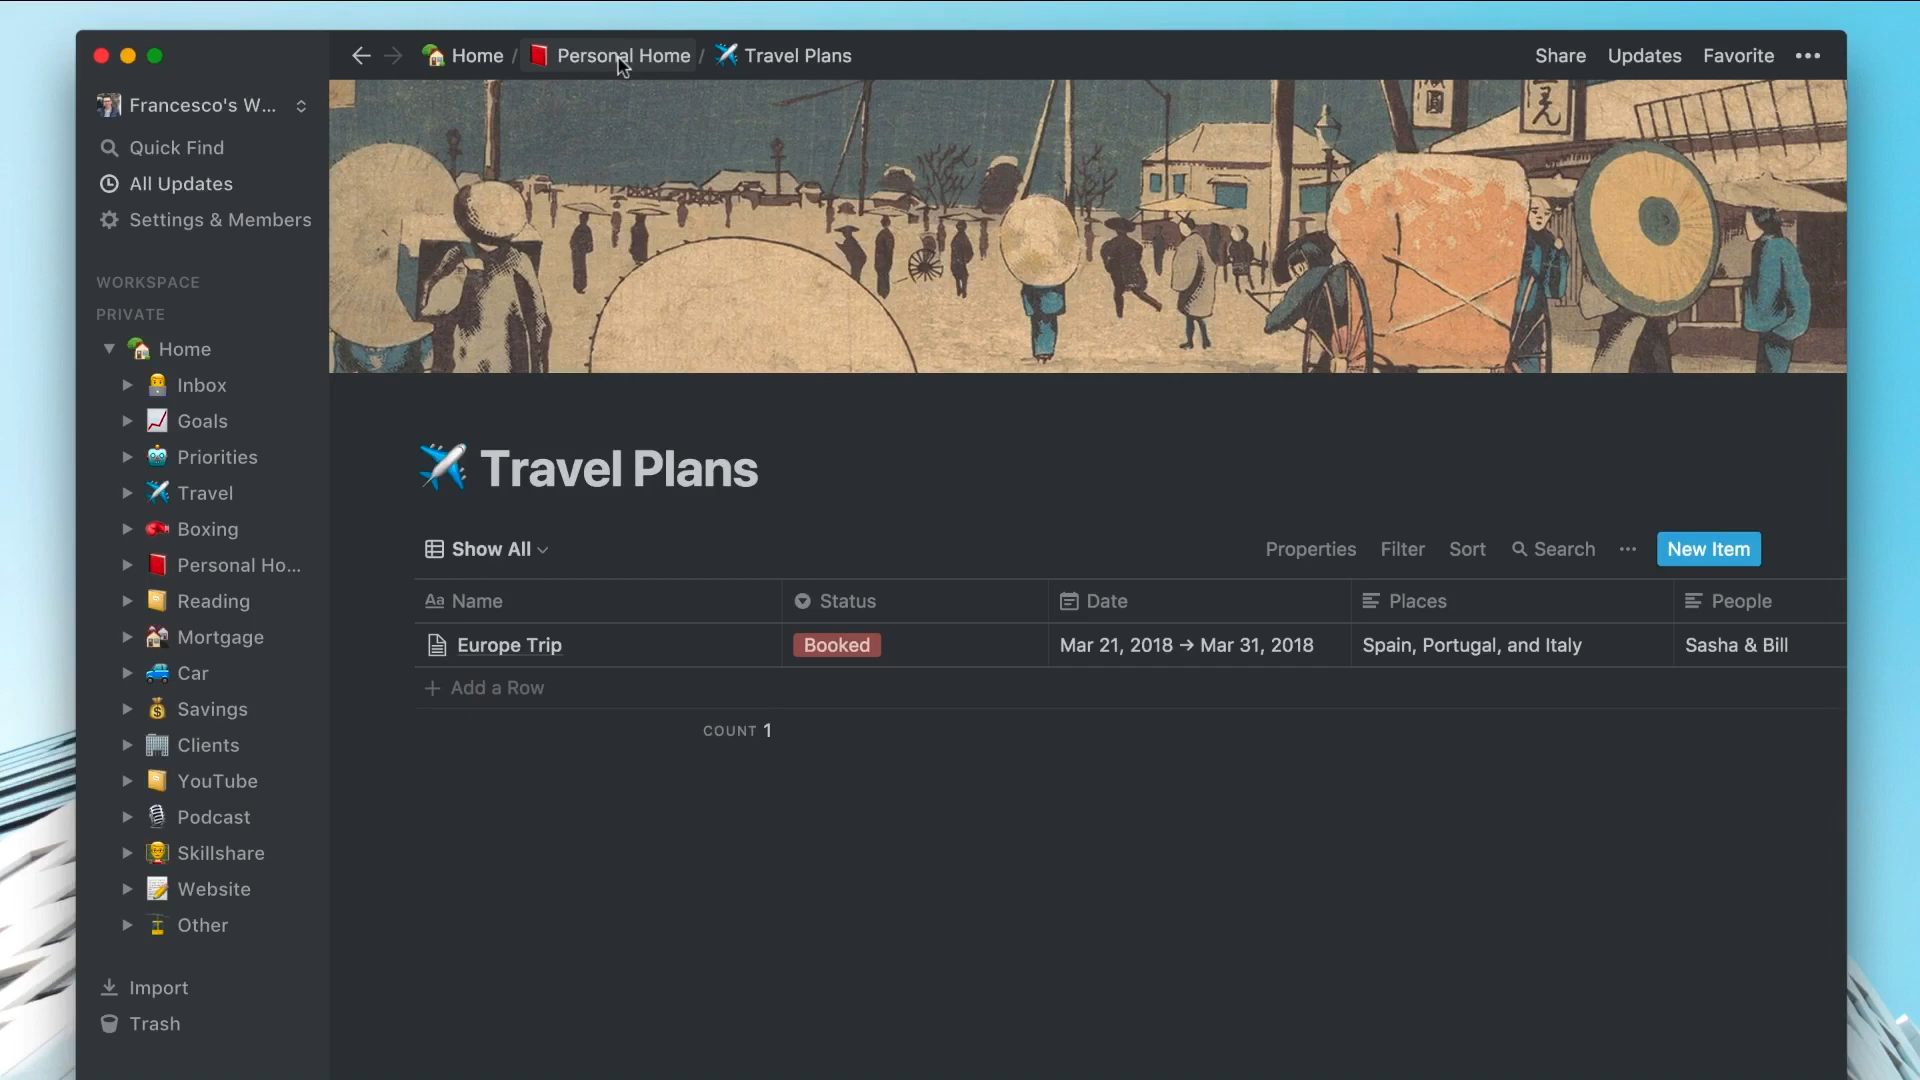 Home / Personal Home / Travel Plans
Share Updates Favorite
Francesco's W...
Quick Find
All Updates
Settings & Members
WORKSPACE
PRIVATE
Home
Inbox
Goals
Priorities
Travel
Boxing
Personal Ho...
Reading
Mortgage
Car
Savings
Clients
YouTube
Podcast
Skillshare
Website
Other
Import
Trash
Travel Plans
Show All
Properties Filter Sort Search New Item
Aa Name Status Date Places People
Europe Trip Booked Mar 21, 2018 → Mar 31, 2018 Spain, Portugal, and Italy Sasha & Bill
+ Add a Row
COUNT 1